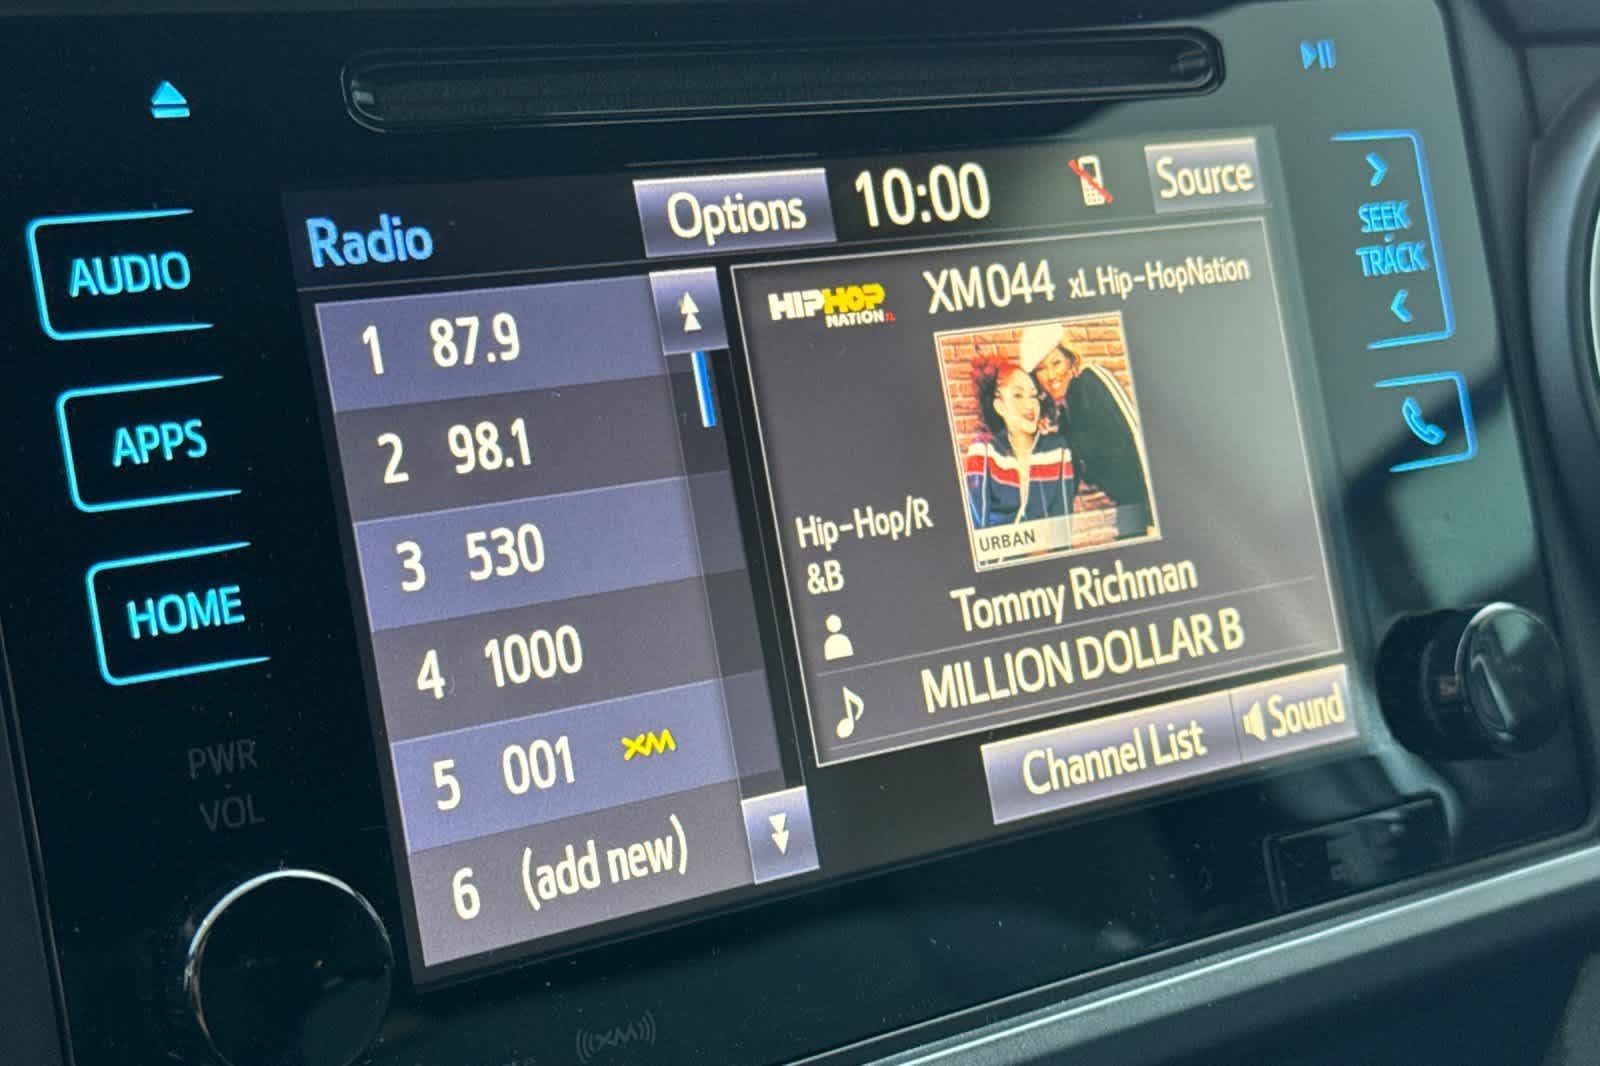 Radio
Options
10:00
Source
AUDIO
APPS
HOME
PWR
VOL
1 87.9
2 98.1
3 530
4 1000
5 001 XM
6 (add new)
HIPHOP
NATION
XM044 xL Hip-HopNation
URBAN
Hip-Hop/R
&B
Tommy Richman
MILLION DOLLAR B
Channel List
Sound
SEEK
TRACK
((XM))